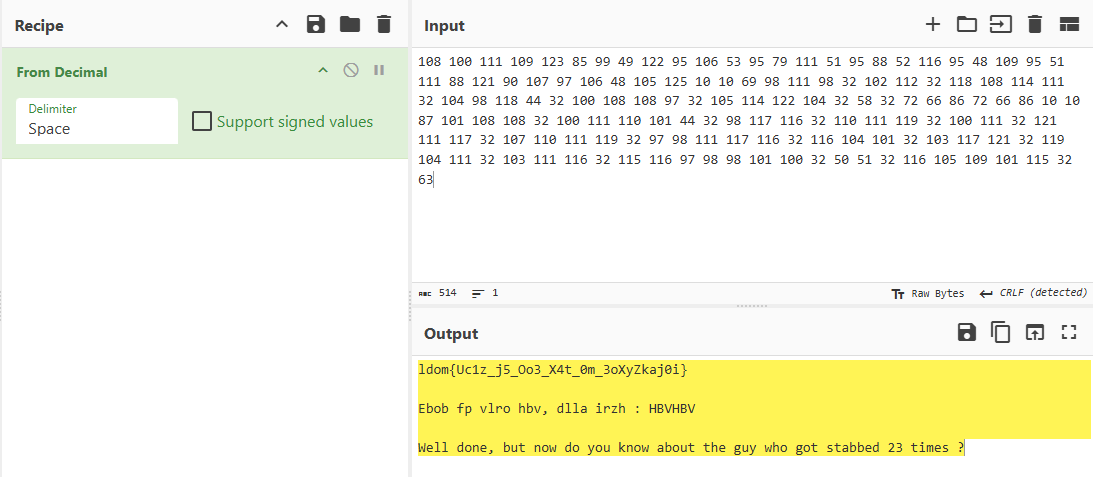 Recipe
From Decimal
Delimiter
Space
Support signed values
Input
108 100 111 109 123 85 99 49 122 95 106 53 95 79 111 51 95 88 52 116 95 48 109 95 51
111 88 121 90 107 97 106 48 105 125 10 10 69 98 111 98 32 102 112 32 118 108 114 111
32 104 98 118 44 32 100 108 108 97 32 105 114 122 104 32 58 32 72 66 86 72 66 86 10 10
87 101 108 108 32 100 111 110 101 44 32 98 117 116 32 110 111 119 32 100 111 32 121
111 117 32 107 110 111 119 32 97 98 111 117 116 32 116 104 101 32 103 117 121 32 119
104 111 32 103 111 116 32 115 116 97 98 98 101 100 32 50 51 32 116 105 109 101 115 32
63
ABC 514 1
Tт Raw Bytes CRLF (detected)
Output
ldom{Uc1z_j5_Oo3_X4t_0m_3oXyZkaj0i}
Ebob fp vlro hbv, dlla irzh : HBVHBV
Well done, but now do you know about the guy who got stabbed 23 times ?